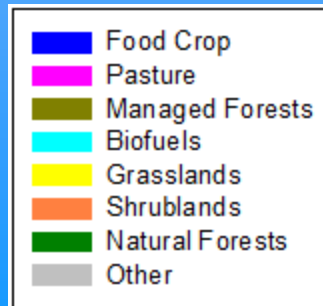 Food Crop
Pasture
Managed Forests
Biofuels
Grasslands
Shrublands
Natural Forests
Other